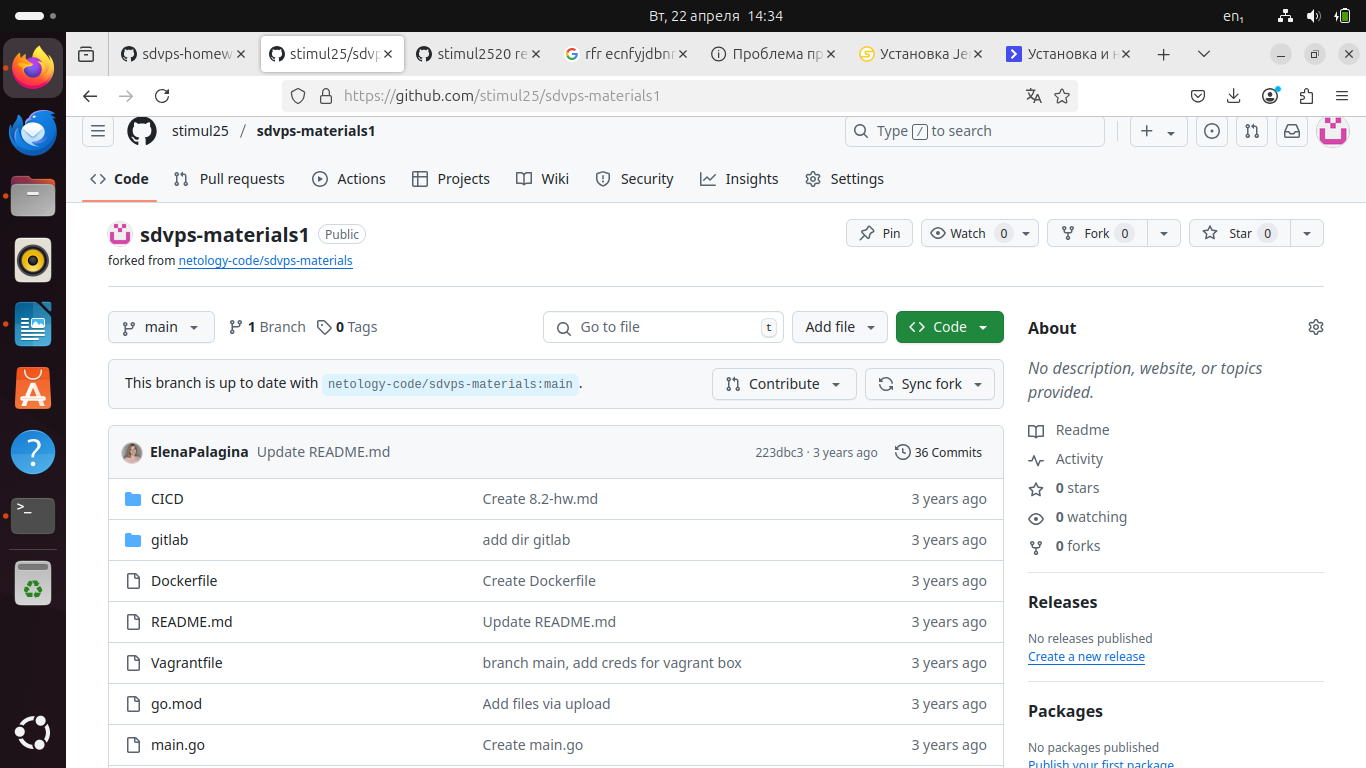 Вт, 22 апреля 14:34
en₁
sdvps-homew
stimul25/sdvp
stimul2520 re
rfr ecnfyjdbnm
Проблема пр
Установка Je
Установка и н
https://github.com/stimul25/sdvps-materials1
stimul25 / sdvps-materials1
Type / to search
Code
Pull requests
Actions
Projects
Wiki
Security
Insights
Settings
sdvps-materials1 Public
Pin
Watch 0
Fork 0
Star 0
forked from netology-code/sdvps-materials
main
1 Branch
0 Tags
Go to file t
Add file
Code
This branch is up to date with netology-code/sdvps-materials:main.
Contribute
Sync fork
ElenaPalagina Update README.md 223dbc3 · 3 years ago 36 Commits
CICD Create 8.2-hw.md 3 years ago
gitlab add dir gitlab 3 years ago
Dockerfile Create Dockerfile 3 years ago
README.md Update README.md 3 years ago
Vagrantfile branch main, add creds for vagrant box 3 years ago
go.mod Add files via upload 3 years ago
main.go Create main.go 3 years ago
About
No description, website, or topics
provided.
Readme
Activity
0 stars
0 watching
0 forks
Releases
No releases published
Create a new release
Packages
No packages published
Publish your first package